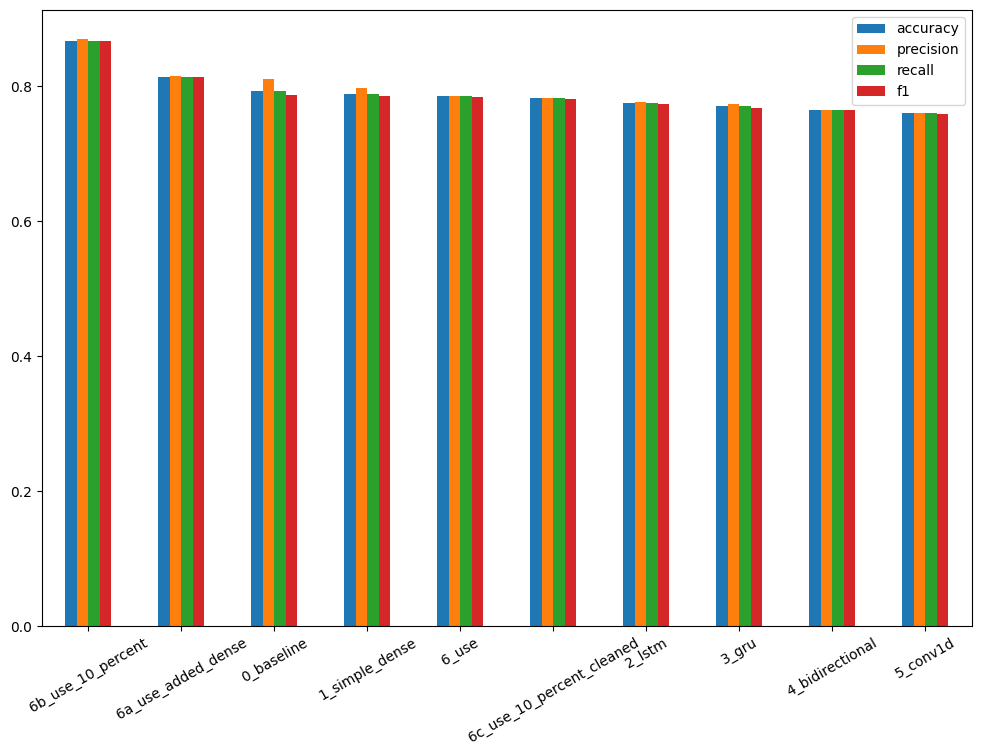 accuracy
precision
recall
f1
0.8
0.6
0.4
0.2
0.0
6b_use_10_percent
6a_use_added_dense
0_baseline
1_simple_dense
6_use
6c_use_10_percent_cleaned
2_lstm
3_gru
4_bidirectional
5_conv1d